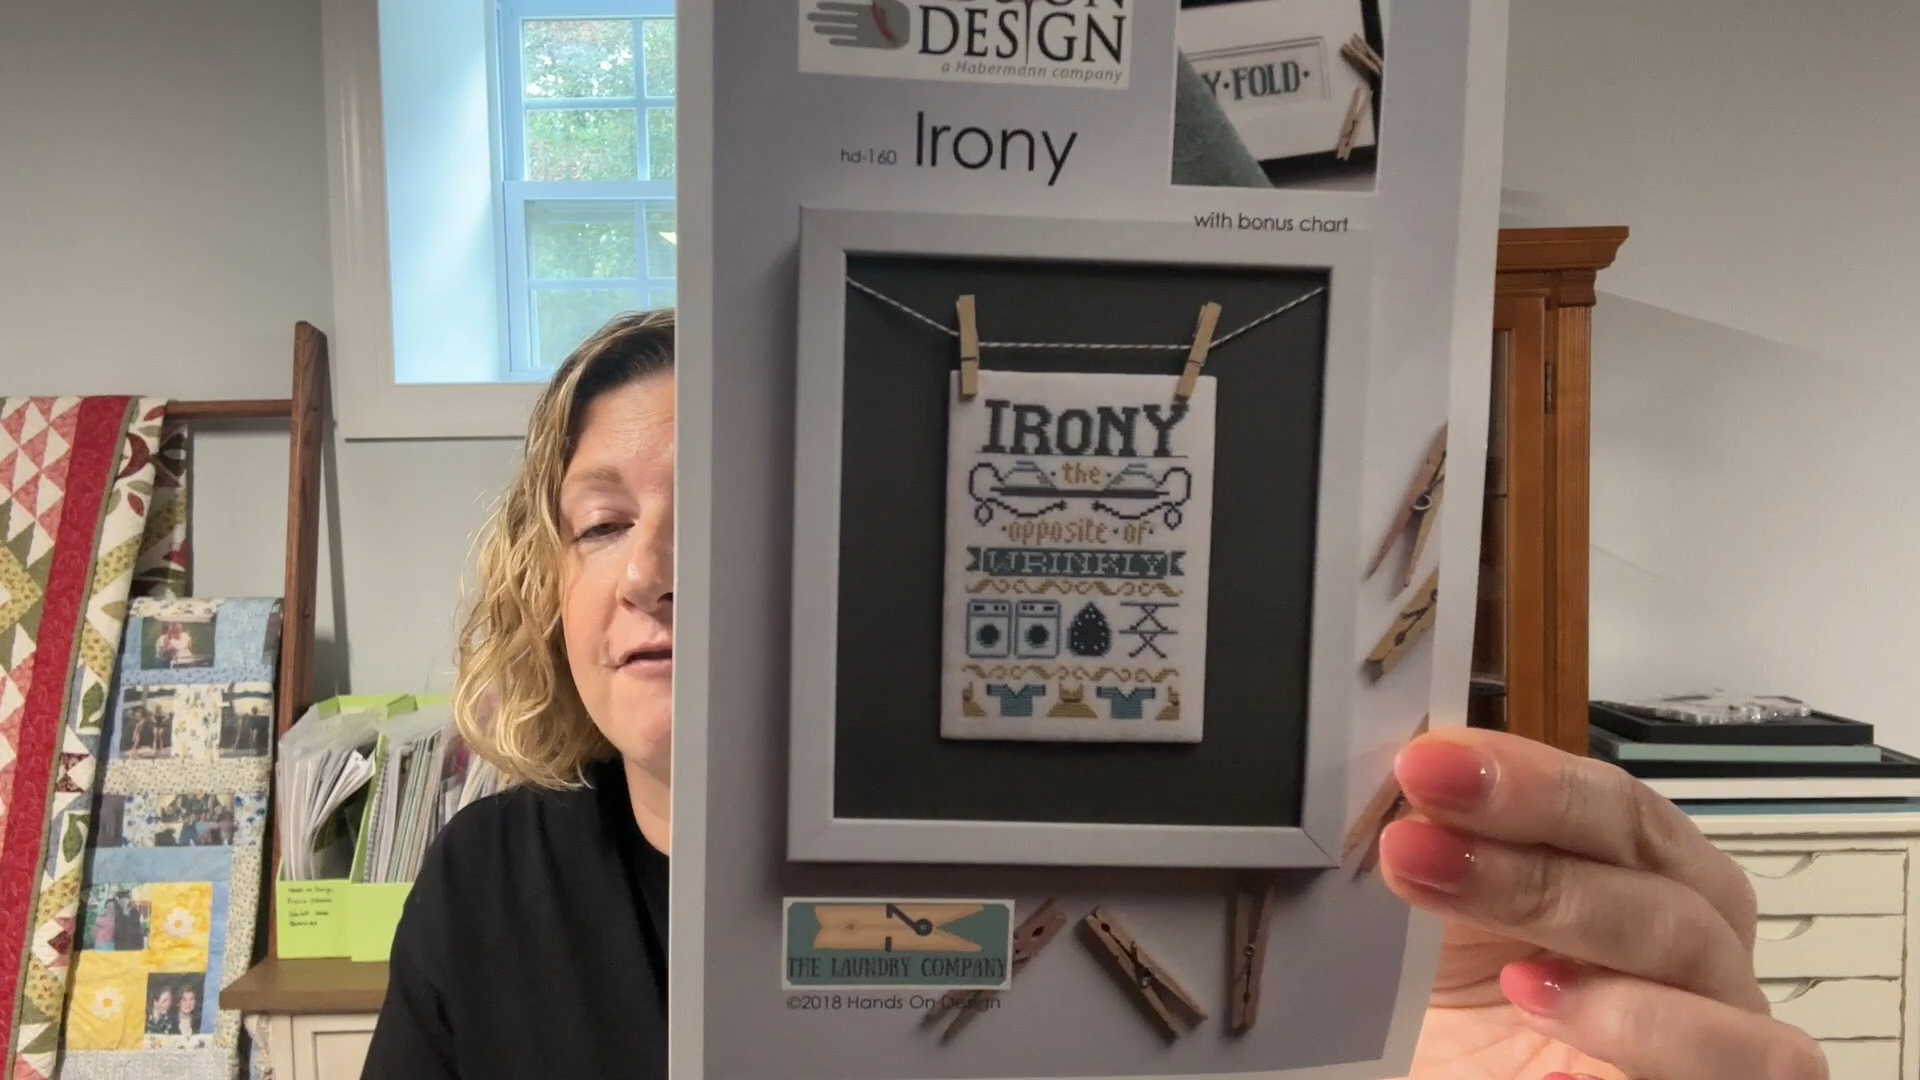 DESIGN
a Habermann company
Y·FOLD·
hd-160 Irony
with bonus chart
IRONY
·the·
·opposite·of·
WRINKLY
THE LAUNDRY COMPANY
©2018 Hands On Design